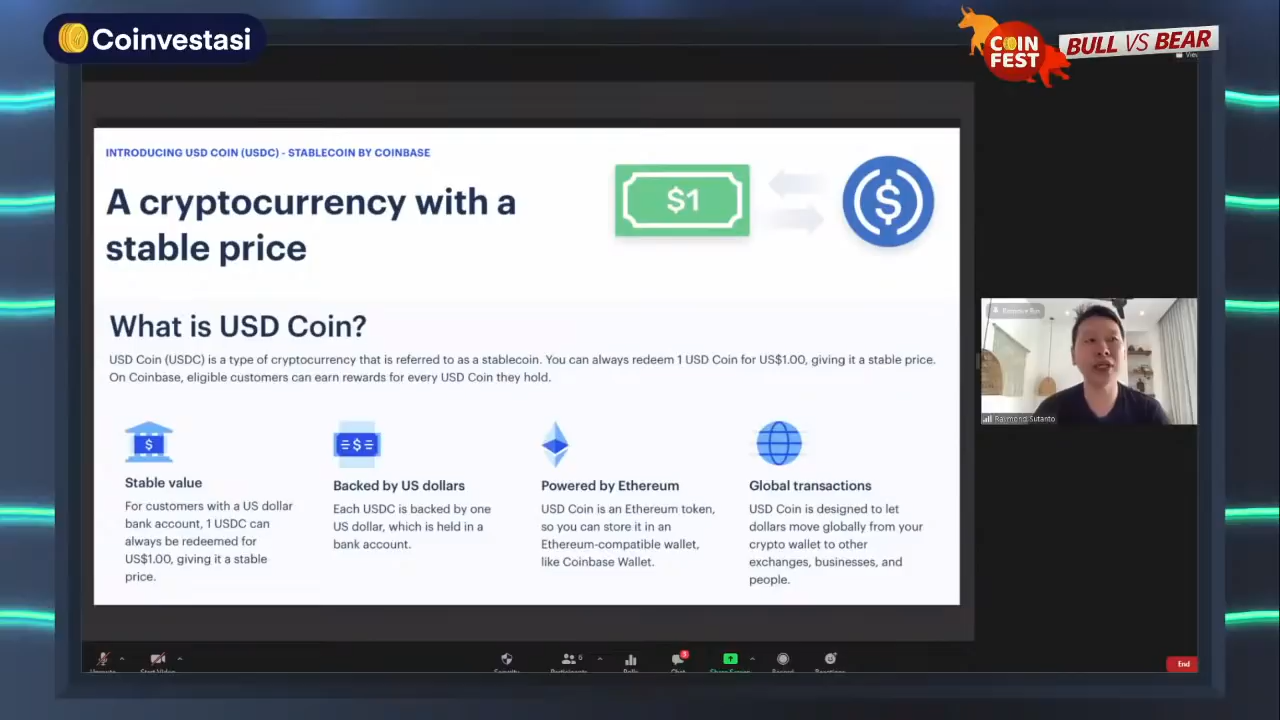 Coinvestasi
COIN
FEST
BULL VS BEAR
INTRODUCING USD COIN (USDC) - STABLECOIN BY COINBASE
A cryptocurrency with a
stable price
$1
$
What is USD Coin?
USD Coin (USDC) is a type of cryptocurrency that is referred to as a stablecoin. You can always redeem 1 USD Coin for US$1.00, giving it a stable price.
On Coinbase, eligible customers can earn rewards for every USD Coin they hold.
$
Stable value
For customers with a US dollar
bank account, 1 USDC can
always be redeemed for
US$1.00, giving it a stable
price.
$
Backed by US dollars
Each USDC is backed by one
US dollar, which is held in a
bank account.
Powered by Ethereum
USD Coin is an Ethereum token,
so you can store it in an
Ethereum-compatible wallet,
like Coinbase Wallet.
Global transactions
USD Coin is designed to let
dollars move globally from your
crypto wallet to other
exchanges, businesses, and
people.
Raymond Sutanto
6
3
End